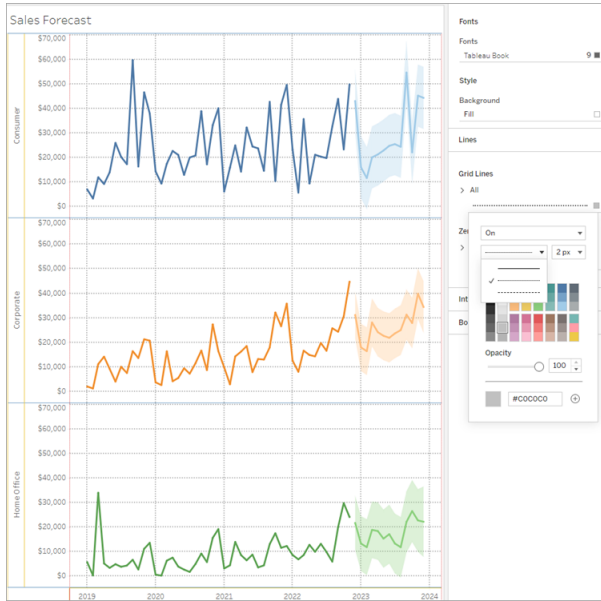 Sales Forecast
Consumer
$70,000
$60,000
$50,000
$40,000
$30,000
$20,000
$10,000
$0
Corporate
$70,000
$60,000
$50,000
$40,000
$30,000
$20,000
$10,000
$0
Home Office
$70,000
$60,000
$50,000
$40,000
$30,000
$20,000
$10,000
$0
2019 2020 2021 2022 2023 2024
Fonts
Fonts
Tableau Book 9
Style
Background
Fill
Lines
Grid Lines
All
Ze
On
2 px
Int
Bo
Opacity
100
#C0C0C0